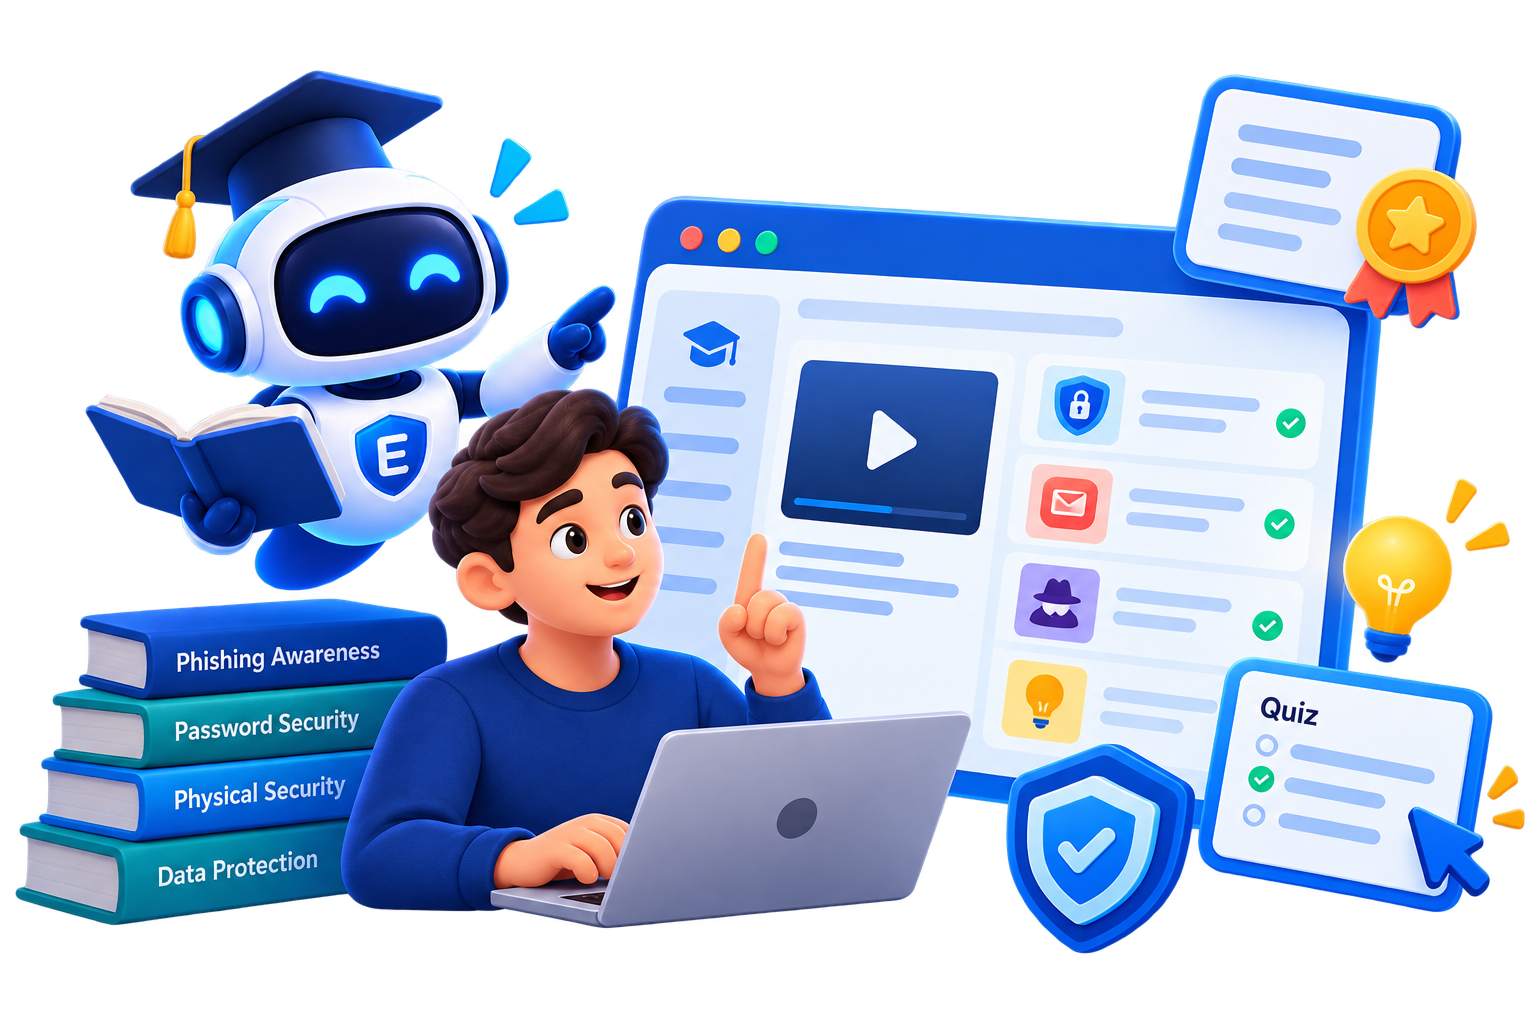 E
Phishing Awareness
Password Security
Physical Security
Data Protection
Quiz